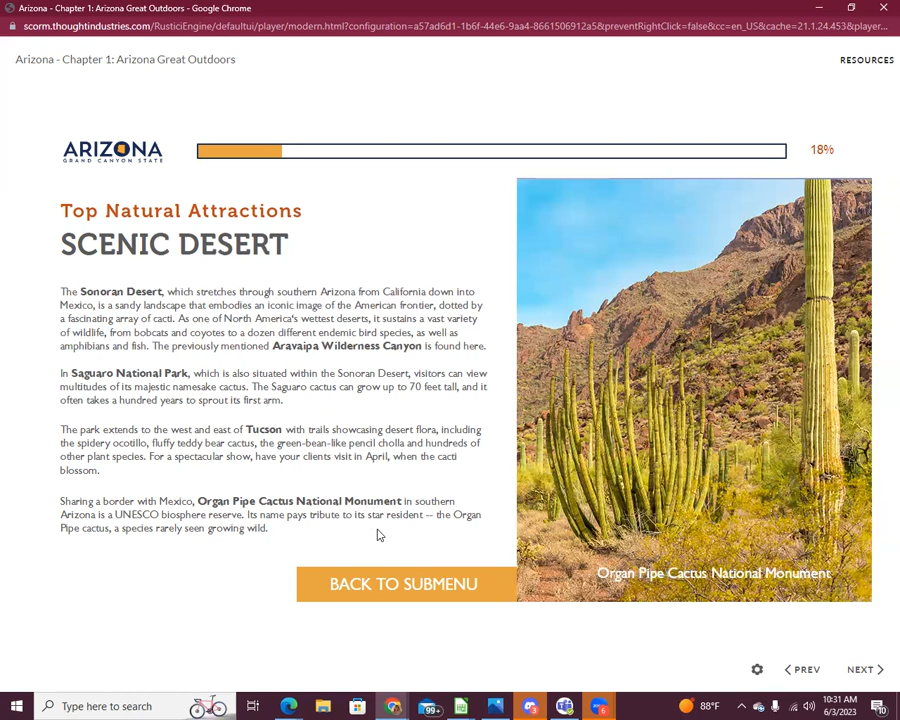 Arizona - Chapter 1: Arizona Great Outdoors - Google Chrome
scorm.thoughtindustries.com/RusticiEngine/defaultui/player/modern.html?configuration=a57ad6d1-1b6f-44e6-9aa4-8661506912a5&preventRightClick=false&cc=en_US&cache=21.1.24.453&player...
Arizona - Chapter 1: Arizona Great Outdoors
RESOURCES
ARIZONA
GRAND CANYON STATE
18%
Top Natural Attractions
SCENIC DESERT
The Sonoran Desert, which stretches through southern Arizona from California down into
Mexico, is a sandy landscape that embodies an iconic image of the American frontier, dotted by
a fascinating array of cacti. As one of North America's wettest deserts, it sustains a vast variety
of wildlife, from bobcats and coyotes to a dozen different endemic bird species, as well as
amphibians and fish. The previously mentioned Aravaipa Wilderness Canyon is found here.
In Saguaro National Park, which is also situated within the Sonoran Desert, visitors can view
multitudes of its majestic namesake cactus. The Saguaro cactus can grow up to 70 feet tall, and it
often takes a hundred years to sprout its first arm.
The park extends to the west and east of Tucson with trails showcasing desert flora, including
the spidery ocotillo, fluffy teddy bear cactus, the green-bean-like pencil cholla and hundreds of
other plant species. For a spectacular show, have your clients visit in April, when the cacti
blossom.
Sharing a border with Mexico, Organ Pipe Cactus National Monument in southern
Arizona is a UNESCO biosphere reserve. Its name pays tribute to its star resident -- the Organ
Pipe cactus, a species rarely seen growing wild.
BACK TO SUBMENU
Organ Pipe Cactus National Monument
PREV
NEXT
Type here to search
99+
3
6
88°F
10:31 AM
6/3/2023
10